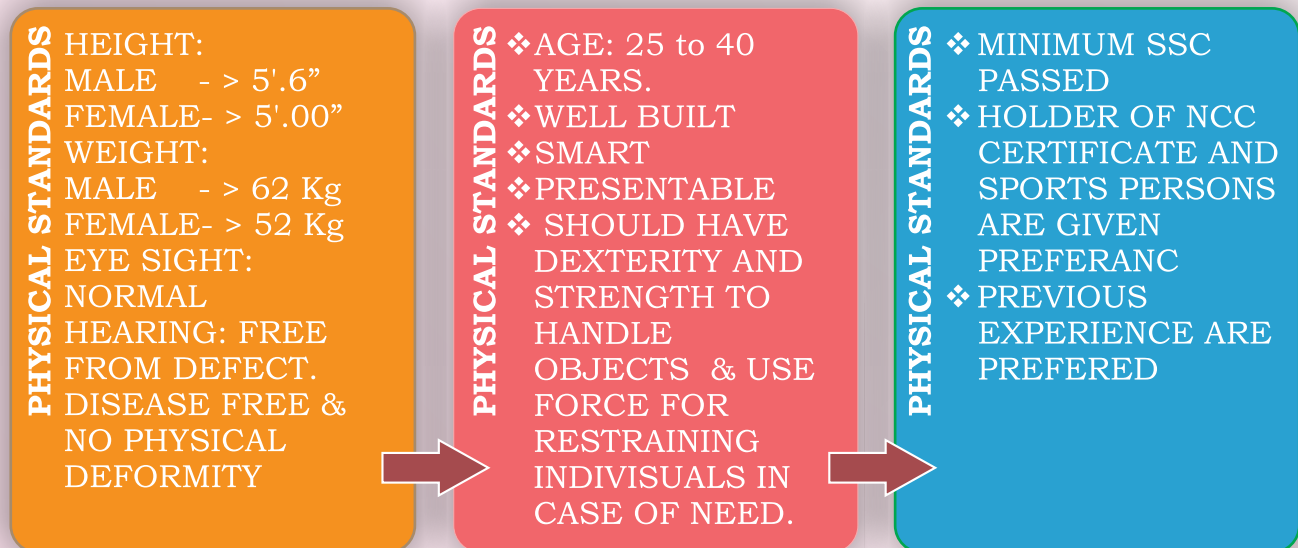 PHYSICAL STANDARDS
HEIGHT:
MALE - > 5'.6”
FEMALE- > 5'.00”
WEIGHT:
MALE - > 62 Kg
FEMALE- > 52 Kg
EYE SIGHT:
NORMAL
HEARING: FREE
FROM DEFECT.
DISEASE FREE &
NO PHYSICAL
DEFORMITY
PHYSICAL STANDARDS
❖ AGE: 25 to 40
YEARS.
❖ WELL BUILT
❖ SMART
❖ PRESENTABLE
❖ SHOULD HAVE
DEXTERITY AND
STRENGTH TO
HANDLE
OBJECTS & USE
FORCE FOR
RESTRAINING
INDIVISUALS IN
CASE OF NEED.
PHYSICAL STANDARDS
❖ MINIMUM SSC
PASSED
❖ HOLDER OF NCC
CERTIFICATE AND
SPORTS PERSONS
ARE GIVEN
PREFERANC
❖ PREVIOUS
EXPERIENCE ARE
PREFERED